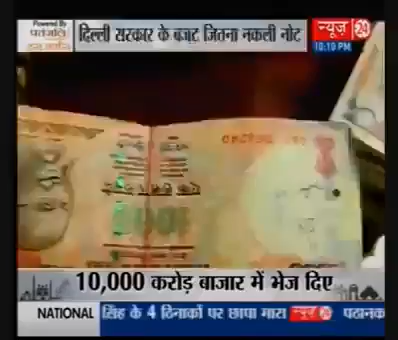 Powered By
पतंजलि
दिल्ली सरकार के बजट जितना नकली नोट
न्यूज़ 24
10:10 PM
10,000 करोड़ बाजार में भेज दिए
NATIONAL
सिंह के 4 ठिकानों पर छापा मारा न्यूज़ 24 पठानक